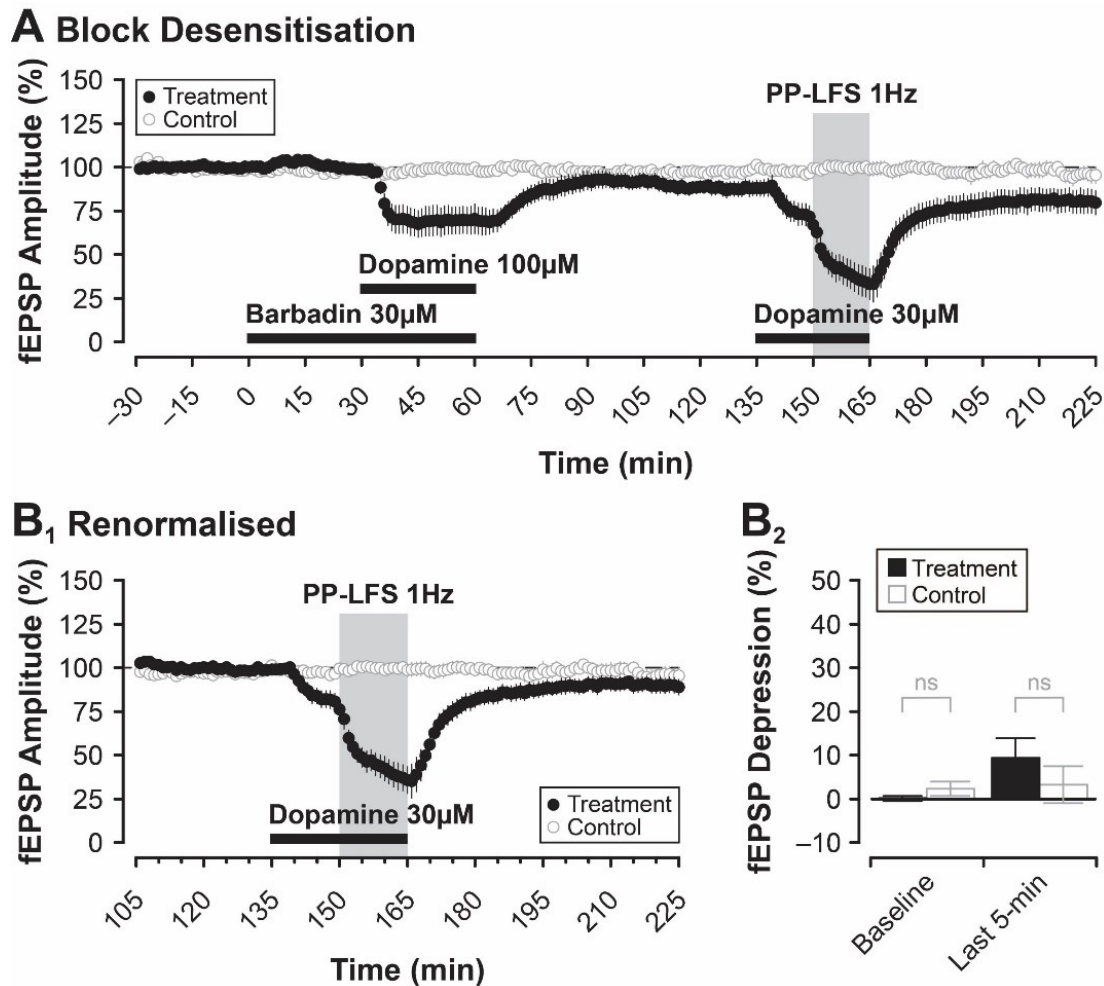 A Block Desensitisation
fEPSP Amplitude (%)
150
125
100
75
50
25
0
Treatment
Control
PP-LFS 1Hz
Dopamine 100µM
Barbadin 30µM
Dopamine 30µM
–30
–15
0
15
30
45
60
75
90
105
120
135
150
165
180
195
210
225
Time (min)
B1 Renormalised
fEPSP Amplitude (%)
150
125
100
75
50
25
0
PP-LFS 1Hz
Dopamine 30µM
Treatment
Control
105
120
135
150
165
180
195
210
225
Time (min)
B2
fEPSP Depression (%)
Treatment
Control
50
40
30
20
10
0
–10
ns
ns
Baseline
Last 5-min